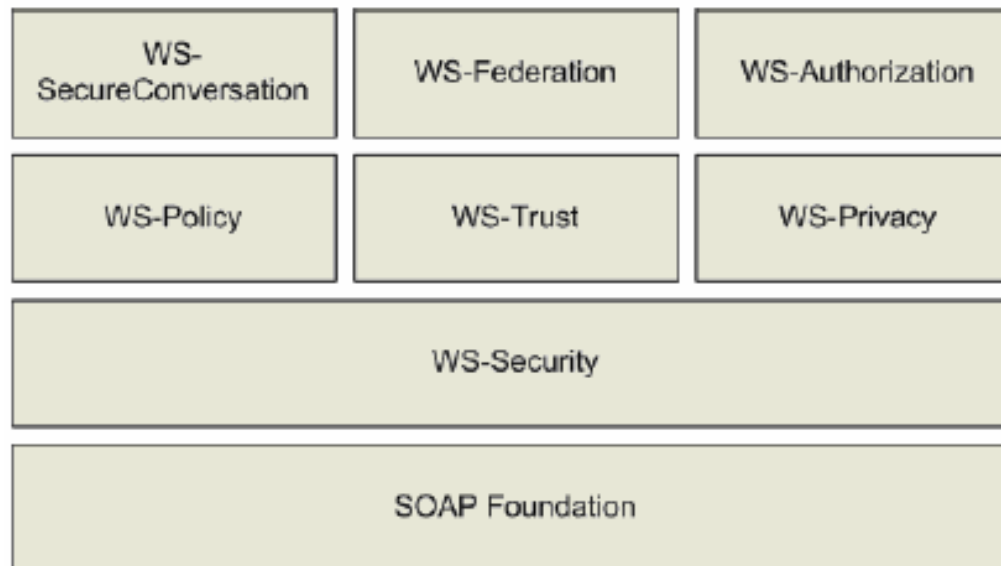 WS-
SecureConversation
WS-Federation
WS-Authorization
WS-Policy
WS-Trust
WS-Privacy
WS-Security
SOAP Foundation